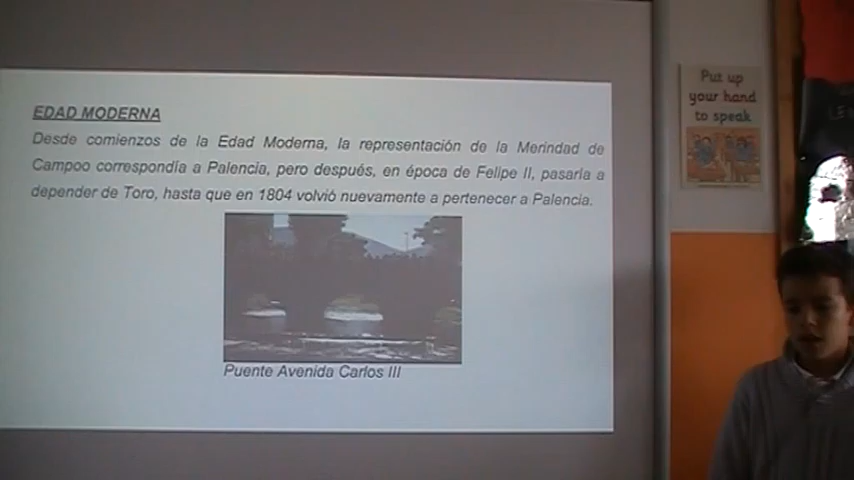 EDAD MODERNA
Desde comienzos de la Edad Moderna, la representación de la Merindad de
Campoo correspondía a Palencia, pero después, en época de Felipe II, pasaría a
depender de Toro, hasta que en 1804 volvió nuevamente a pertenecer a Palencia.
Puente Avenida Carlos III
Put up
your hand
to speak